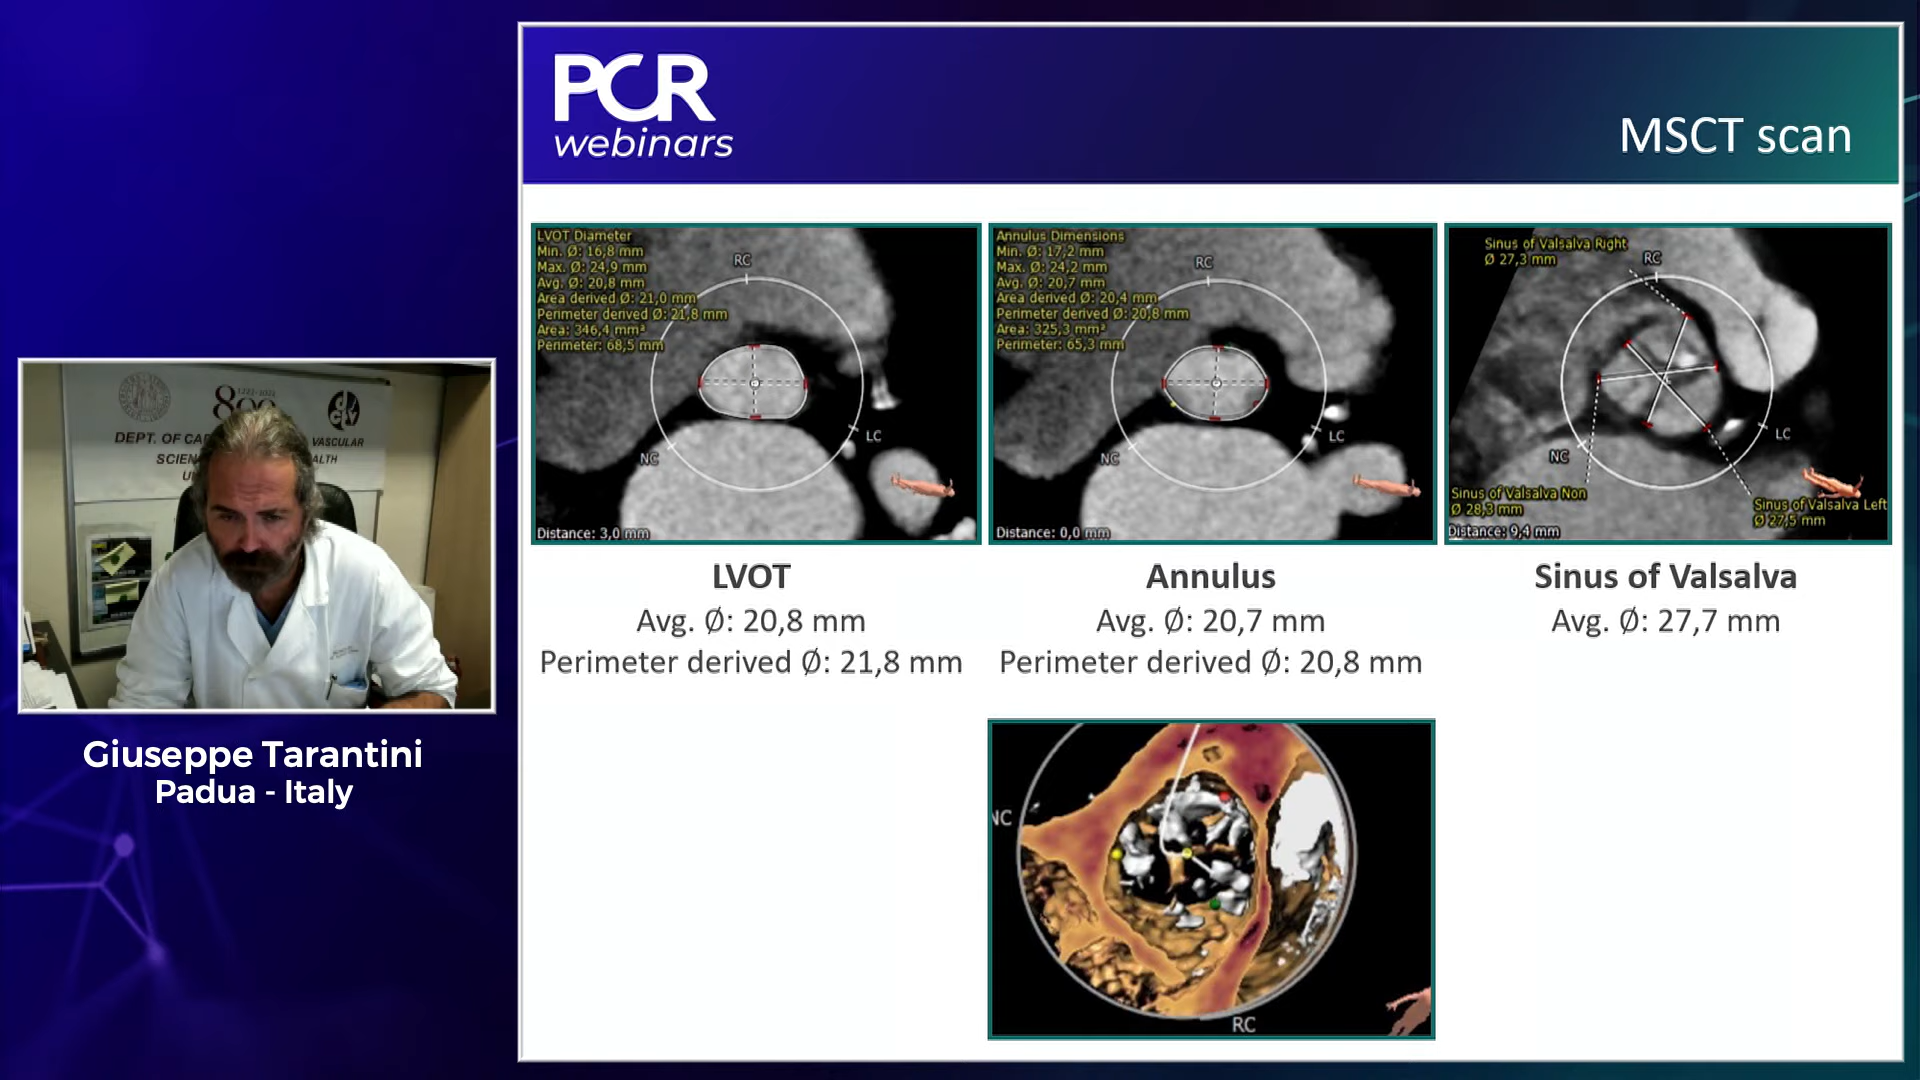 PCR
webinars
MSCT scan
LVOT Diameter
Min. Ø: 16,8 mm
Max. Ø: 24,9 mm
Avg. Ø: 20,8 mm
Area derived Ø: 21,0 mm
Perimeter derived Ø: 21,8 mm
Area: 346,4 mm²
Perimeter: 68,5 mm
RC
LC
NC
Distance: 3,0 mm
Annulus Dimensions
Min. Ø: 17,2 mm
Max. Ø: 24,2 mm
Avg. Ø: 20,7 mm
Area derived Ø: 20,4 mm
Perimeter derived Ø: 20,8 mm
Area: 325,3 mm²
Perimeter: 65,3 mm
RC
LC
NC
Distance: 0,0 mm
Sinus of Valsalva Right
Ø 27,3 mm
RC
LC
NC
Sinus of Valsalva Non
Ø 28,3 mm
Sinus of Valsalva Left
Ø 27,5 mm
Distance: 9,4 mm
LVOT
Avg. Ø: 20,8 mm
Perimeter derived Ø: 21,8 mm
Annulus
Avg. Ø: 20,7 mm
Perimeter derived Ø: 20,8 mm
Sinus of Valsalva
Avg. Ø: 27,7 mm
NC
RC
1222-2022
DEPT. OF CA
VASCULAR
SCIEN
ALTH
U
Giuseppe Tarantini
Padua - Italy